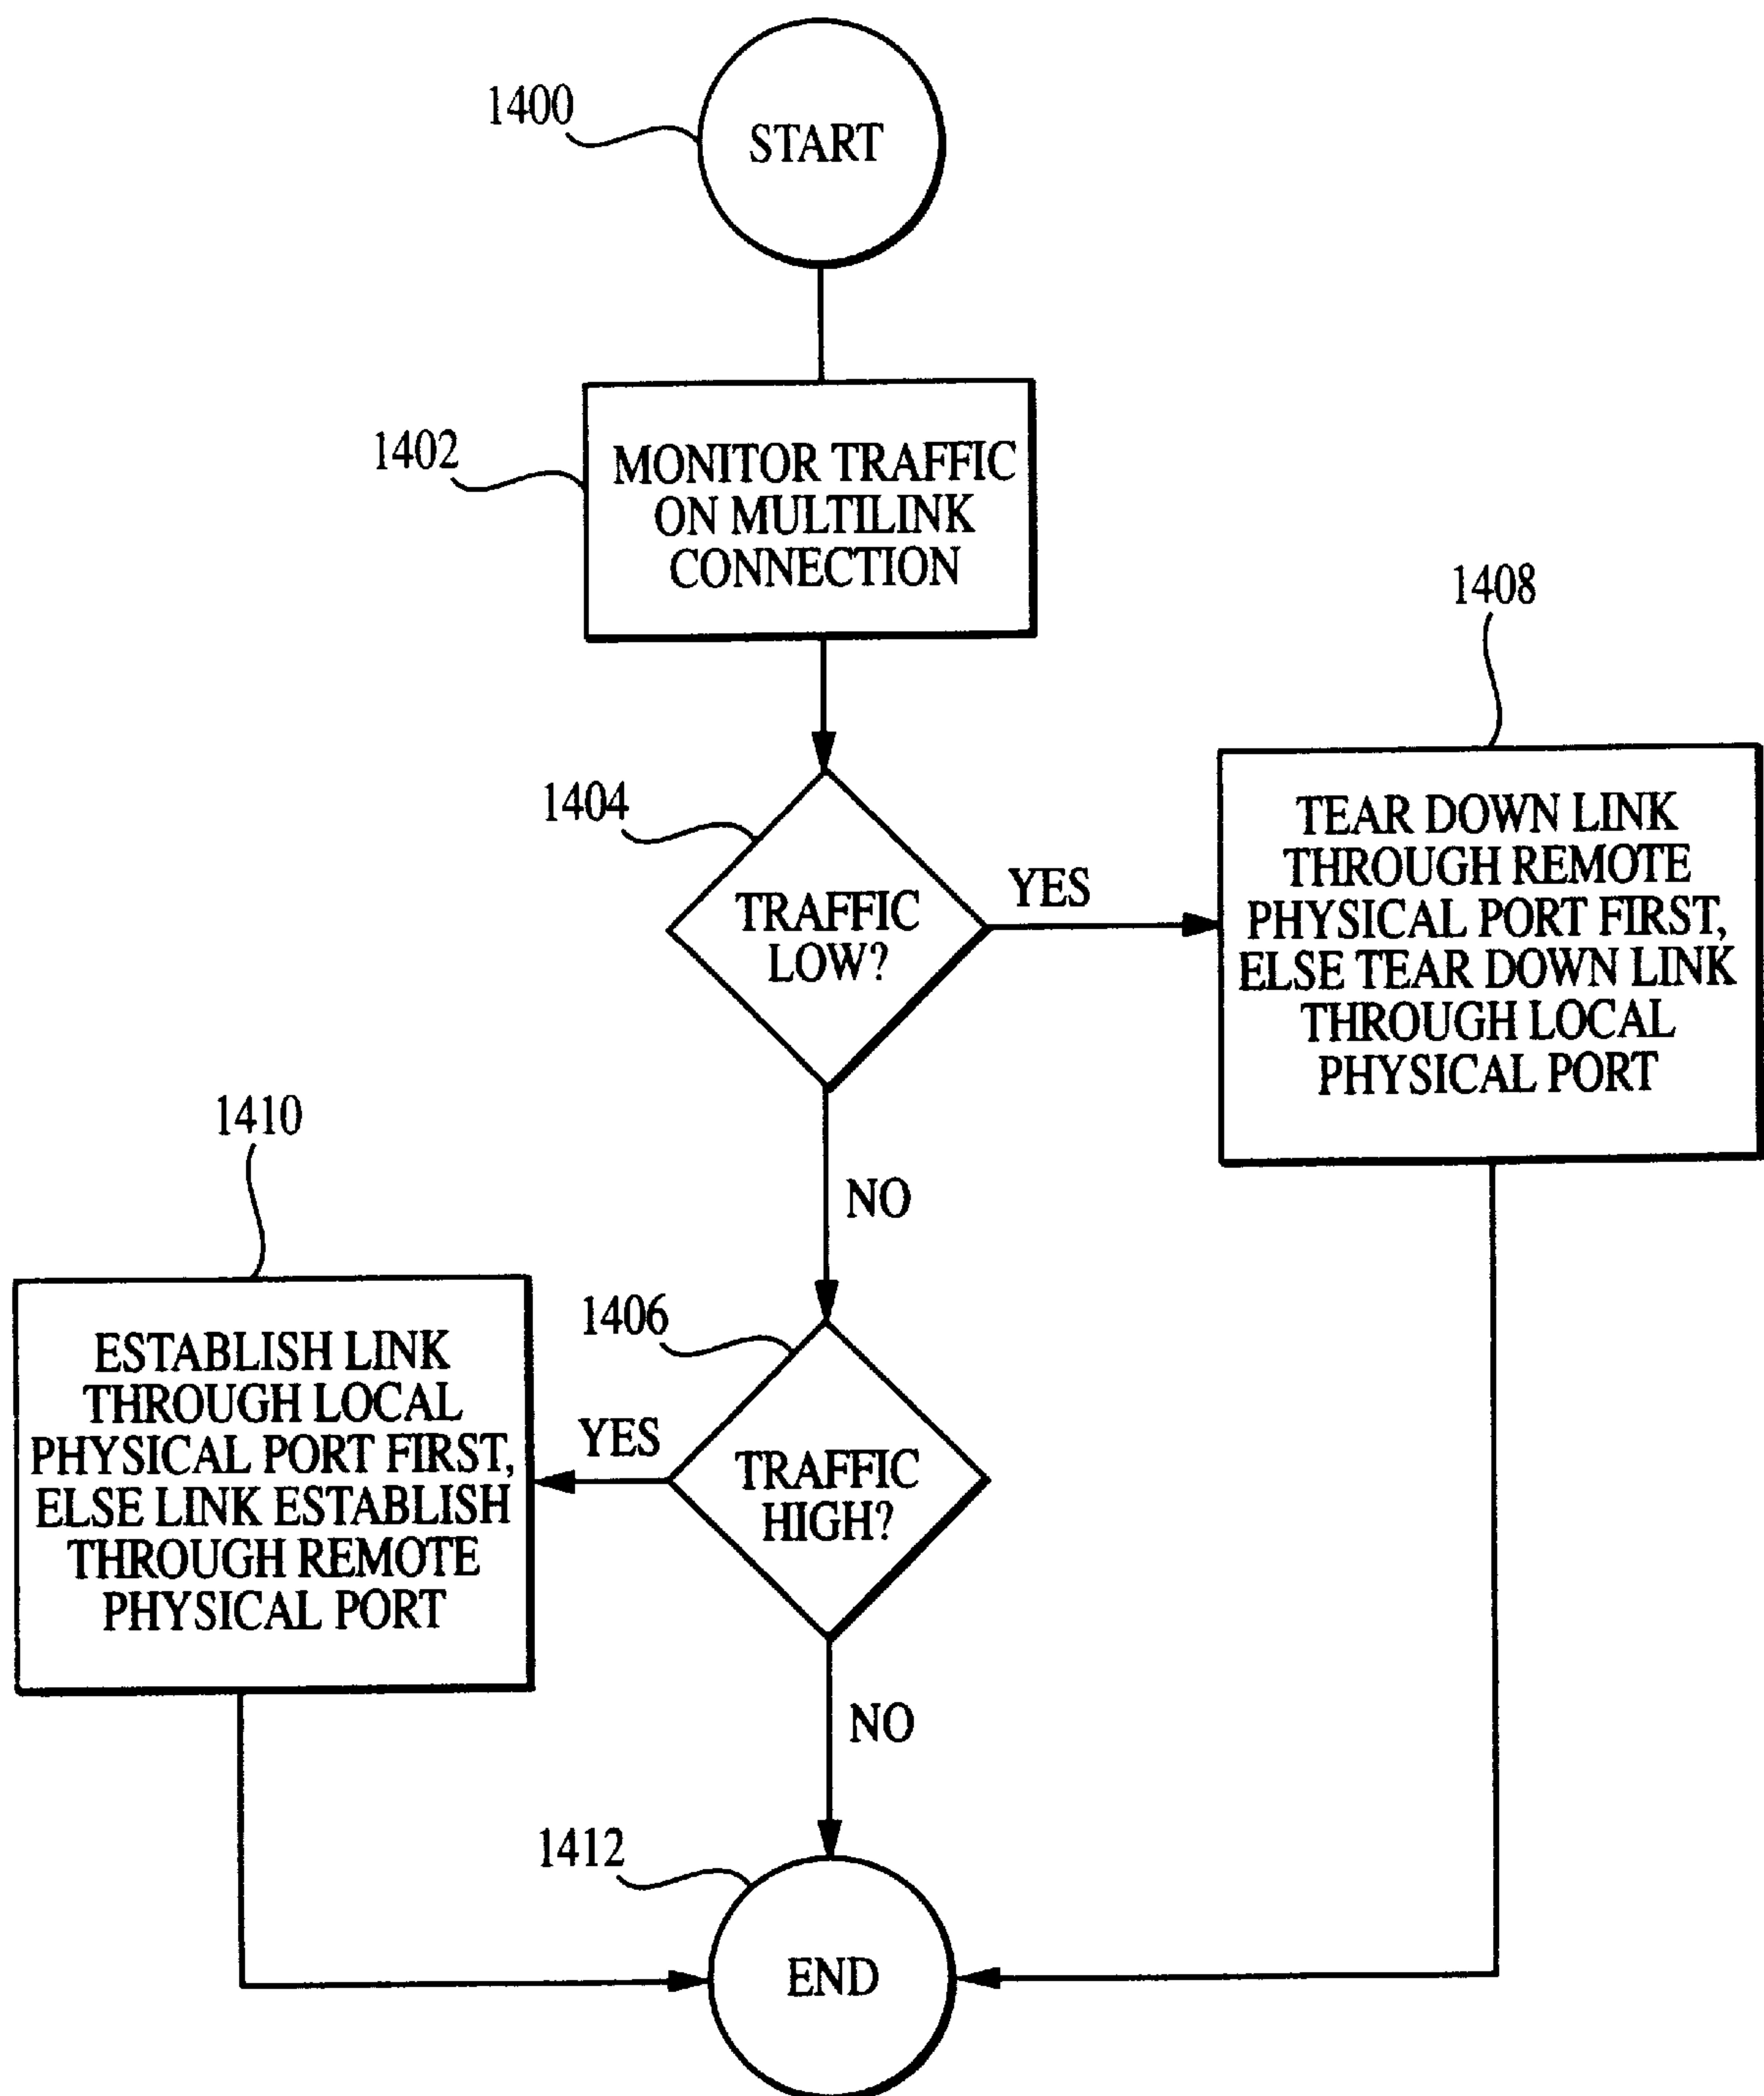 1400
START
1402
MONITOR TRAFFIC
ON MULTILINK
CONNECTION
1408
1404
TRAFFIC
LOW?
YES
TEAR DOWN LINK
THROUGH REMOTE
PHYSICAL PORT FIRST,
ELSE TEAR DOWN LINK
THROUGH LOCAL
PHYSICAL PORT
NO
1410
1406
ESTABLISH LINK
THROUGH LOCAL
PHYSICAL PORT FIRST,
ELSE LINK ESTABLISH
THROUGH REMOTE
PHYSICAL PORT
YES
TRAFFIC
HIGH?
NO
1412
END